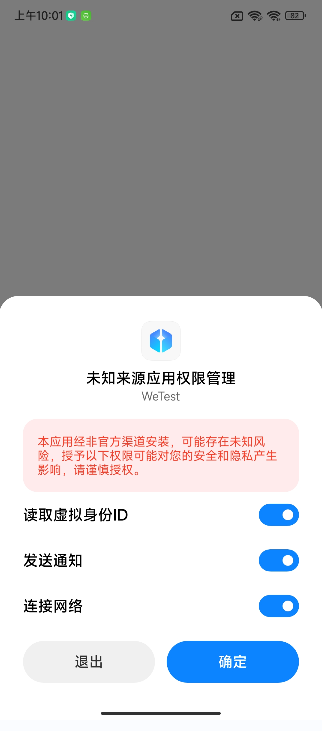 上午10:01
82
未知来源应用权限管理
WeTest
本应用经非官方渠道安装，可能存在未知风
险，授予以下权限可能对您的安全和隐私产生
影响，请谨慎授权。
读取虚拟身份ID
发送通知
连接网络
退出
确定